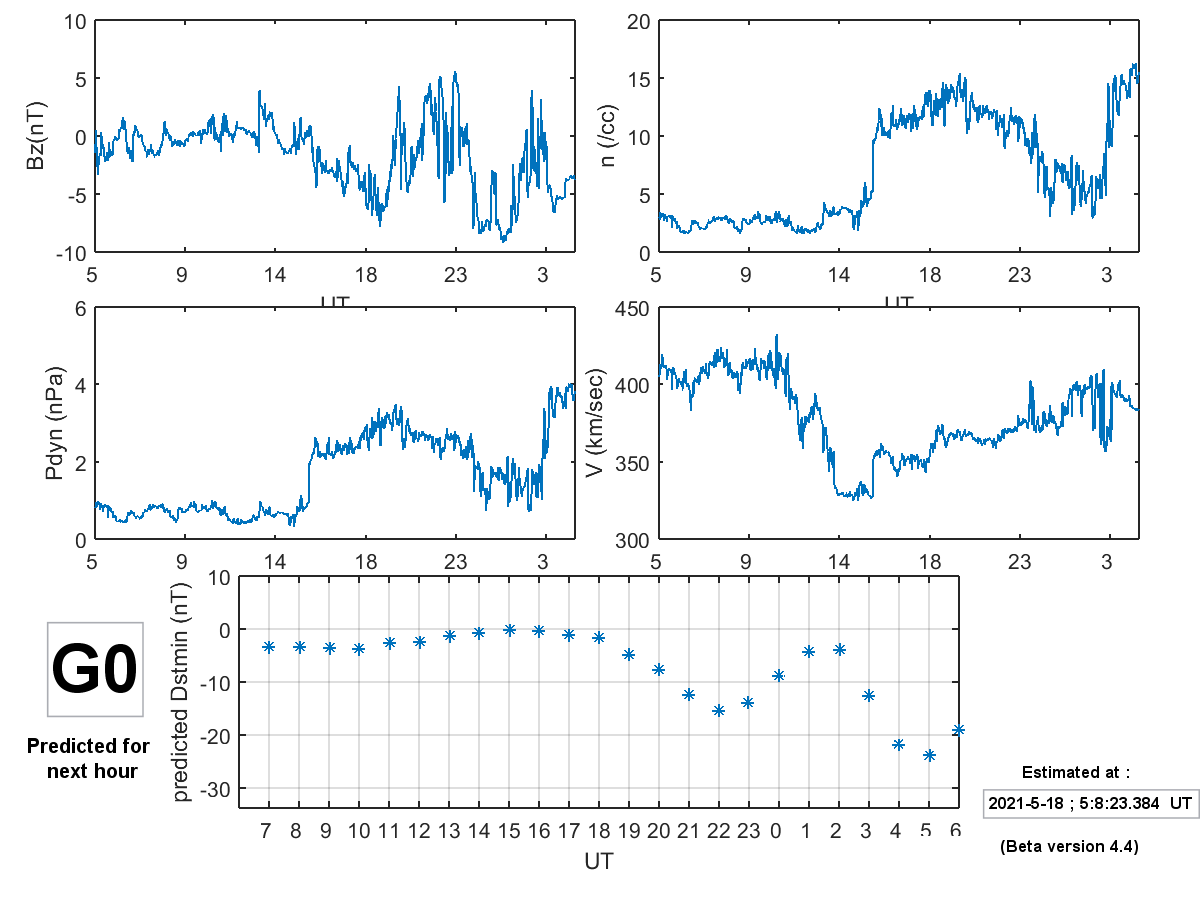 10
5
0
-5
-10
Bz(nT)
5 9 14 18 23 3
UT
20
15
10
5
0
n (/cc)
5 9 14 18 23 3
UT
6
4
2
0
Pdyn (nPa)
5 9 14 18 23 3
450
400
350
300
V (km/sec)
5 9 14 18 23 3
10
0
-10
-20
-30
predicted Dstmin (nT)
7 8 9 10 11 12 13 14 15 16 17 18 19 20 21 22 23 0 1 2 3 4 5 6
UT
G0
Predicted for
next hour
Estimated at :
2021-5-18 ; 5:8:23.384 UT
(Beta version 4.4)